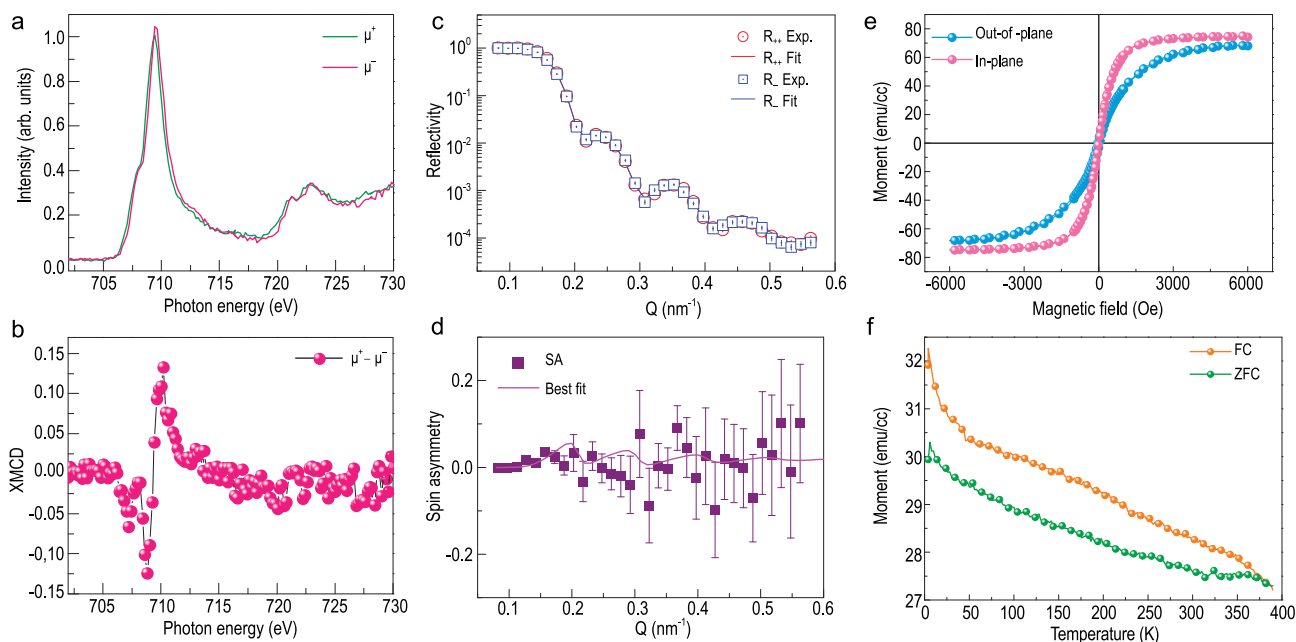 a
μ⁺
μ⁻
Intensity (arb. units)
1.0
0.8
0.6
0.4
0.2
0.0
705 710 715 720 725 730
Photon energy (eV)
b
μ⁺ – μ⁻
XMCD
0.15
0.10
0.05
0.00
-0.05
-0,10
-0.15
705 710 715 720 725 730
Photon energy (eV)
c
R₊₊ Exp.
R₊₊ Fit
R₋ Exp.
R₋ Fit
Reflectivity
10⁰
10⁻¹
10⁻²
10⁻³
10⁻⁴
0.1 0.2 0.3 0.4 0.5 0.6
Q (nm⁻¹)
d
SA
Best fit
Spin asymmetry
0.2
0.0
-0.2
0.1 0.2 0.3 0.4 0.5 0.6
Q (nm⁻¹)
e
Out-of -plane
In-plane
Moment (emu/cc)
80
60
40
20
0
-20
-40
-60
-80
-6000 -3000 0 3000 6000
Magnetic field (Oe)
f
FC
ZFC
Moment (emu/cc)
32
31
30
29
28
27
0 50 100 150 200 250 300 350 400
Temperature (K)